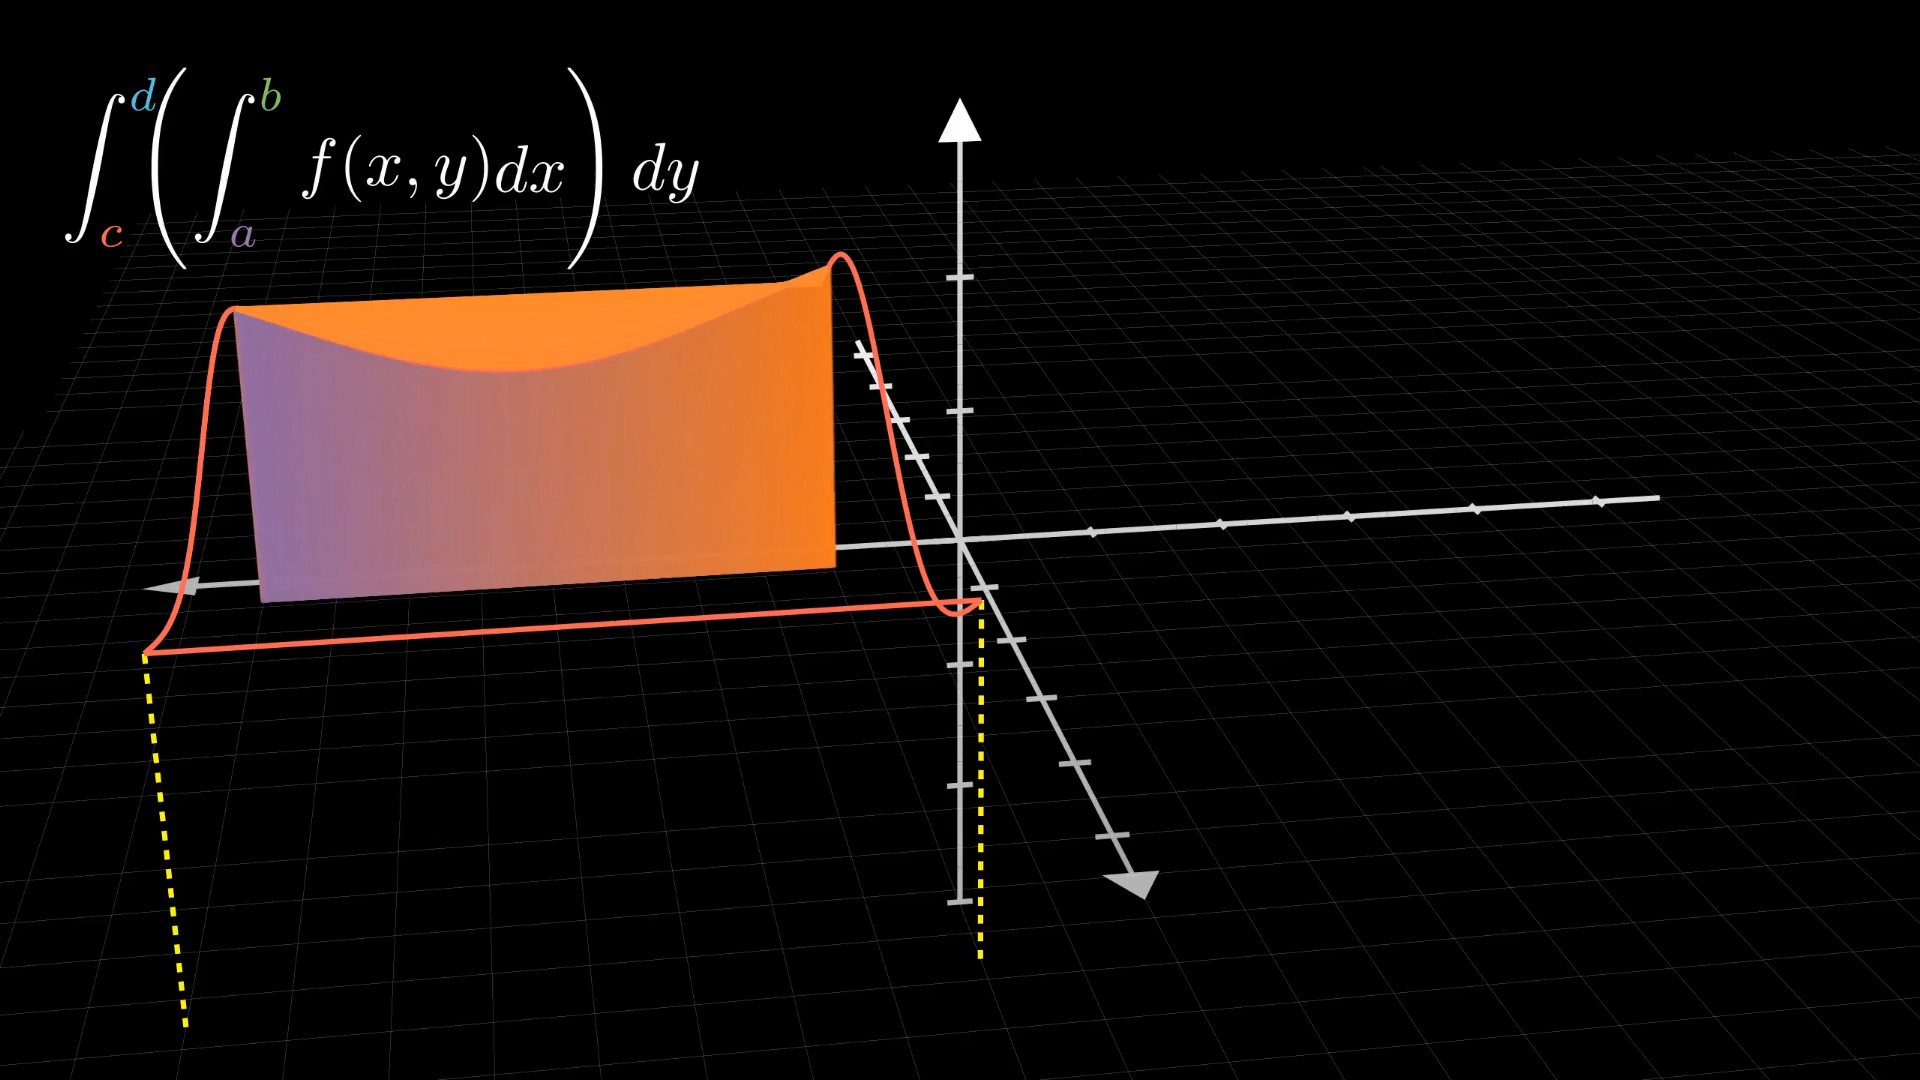 ∫_c^d (∫_a^b f(x, y)dx) dy